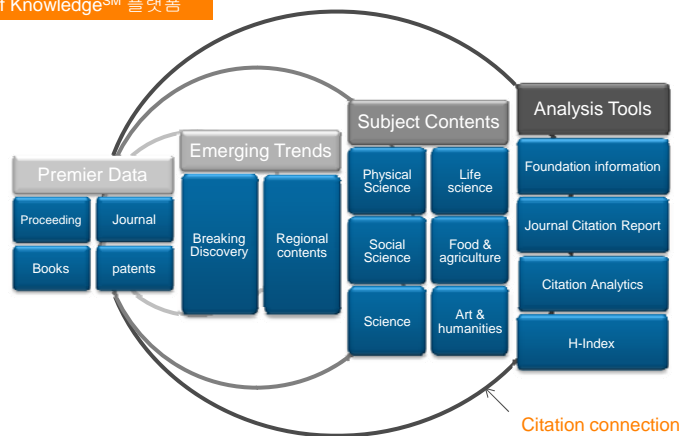 of Knowledge℠ 플랫폼
Premier Data
Proceeding
Journal
Books
patents
Emerging Trends
Breaking
Discovery
Regional
contents
Subject Contents
Physical
Science
Life
science
Social
Science
Food &
agriculture
Science
Art &
humanities
Analysis Tools
Foundation information
Journal Citation Report
Citation Analytics
H-Index
Citation connection